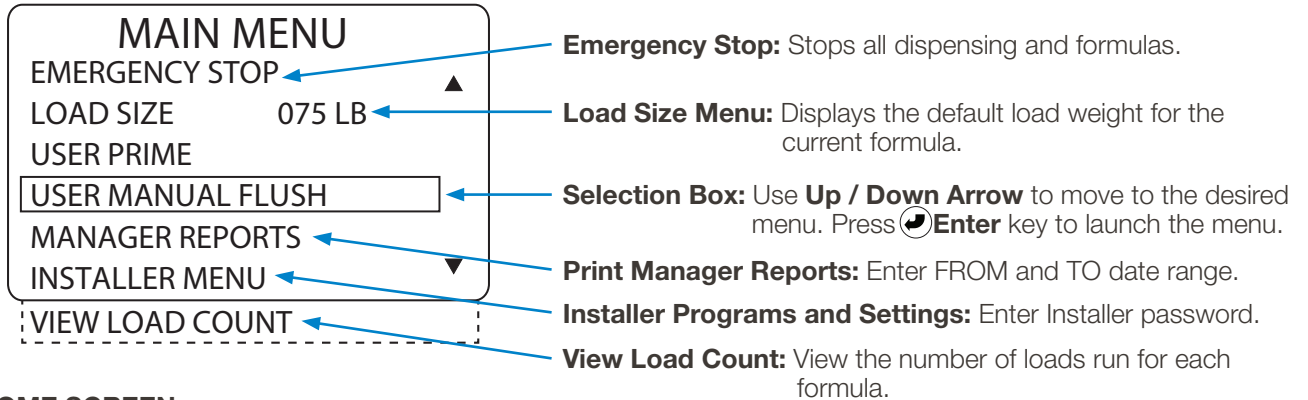 MAIN MENU
EMERGENCY STOP
LOAD SIZE 075 LB
USER PRIME
USER MANUAL FLUSH
MANAGER REPORTS
INSTALLER MENU
VIEW LOAD COUNT
Emergency Stop: Stops all dispensing and formulas.
Load Size Menu: Displays the default load weight for the
current formula.
Selection Box: Use Up / Down Arrow to move to the desired
menu. Press Enter key to launch the menu.
Print Manager Reports: Enter FROM and TO date range.
Installer Programs and Settings: Enter Installer password.
View Load Count: View the number of loads run for each
formula.